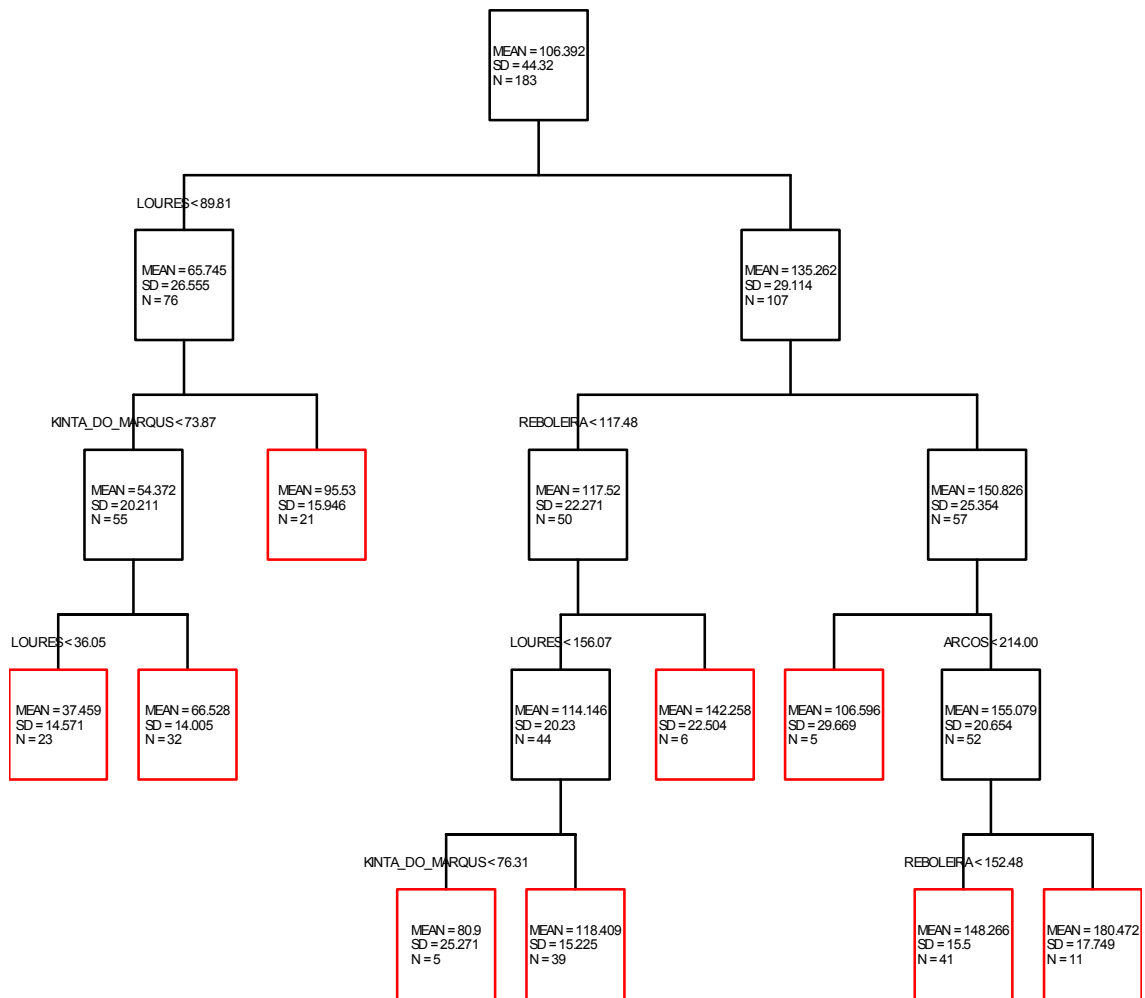 MEAN = 106.392
SD = 44.32
N = 183
LOURES < 89.81
MEAN = 65.745
SD = 26.555
N = 76
MEAN = 135.262
SD = 29.114
N = 107
KINTA_DO_MARQUS < 73.87
REBOLEIRA < 117.48
MEAN = 54.372
SD = 20.211
N = 55
MEAN = 95.53
SD = 15.946
N = 21
MEAN = 117.52
SD = 22.271
N = 50
MEAN = 150.826
SD = 25.354
N = 57
LOURES < 36.05
LOURES < 156.07
ARCOS < 214.00
MEAN = 37.459
SD = 14.571
N = 23
MEAN = 66.528
SD = 14.005
N = 32
MEAN = 114.146
SD = 20.23
N = 44
MEAN = 142.258
SD = 22.504
N = 6
MEAN = 106.596
SD = 29.669
N = 5
MEAN = 155.079
SD = 20.654
N = 52
KINTA_DO_MARQUS < 76.31
REBOLEIRA < 152.48
MEAN = 80.9
SD = 25.271
N = 5
MEAN = 118.409
SD = 15.225
N = 39
MEAN = 148.266
SD = 15.5
N = 41
MEAN = 180.472
SD = 17.749
N = 11